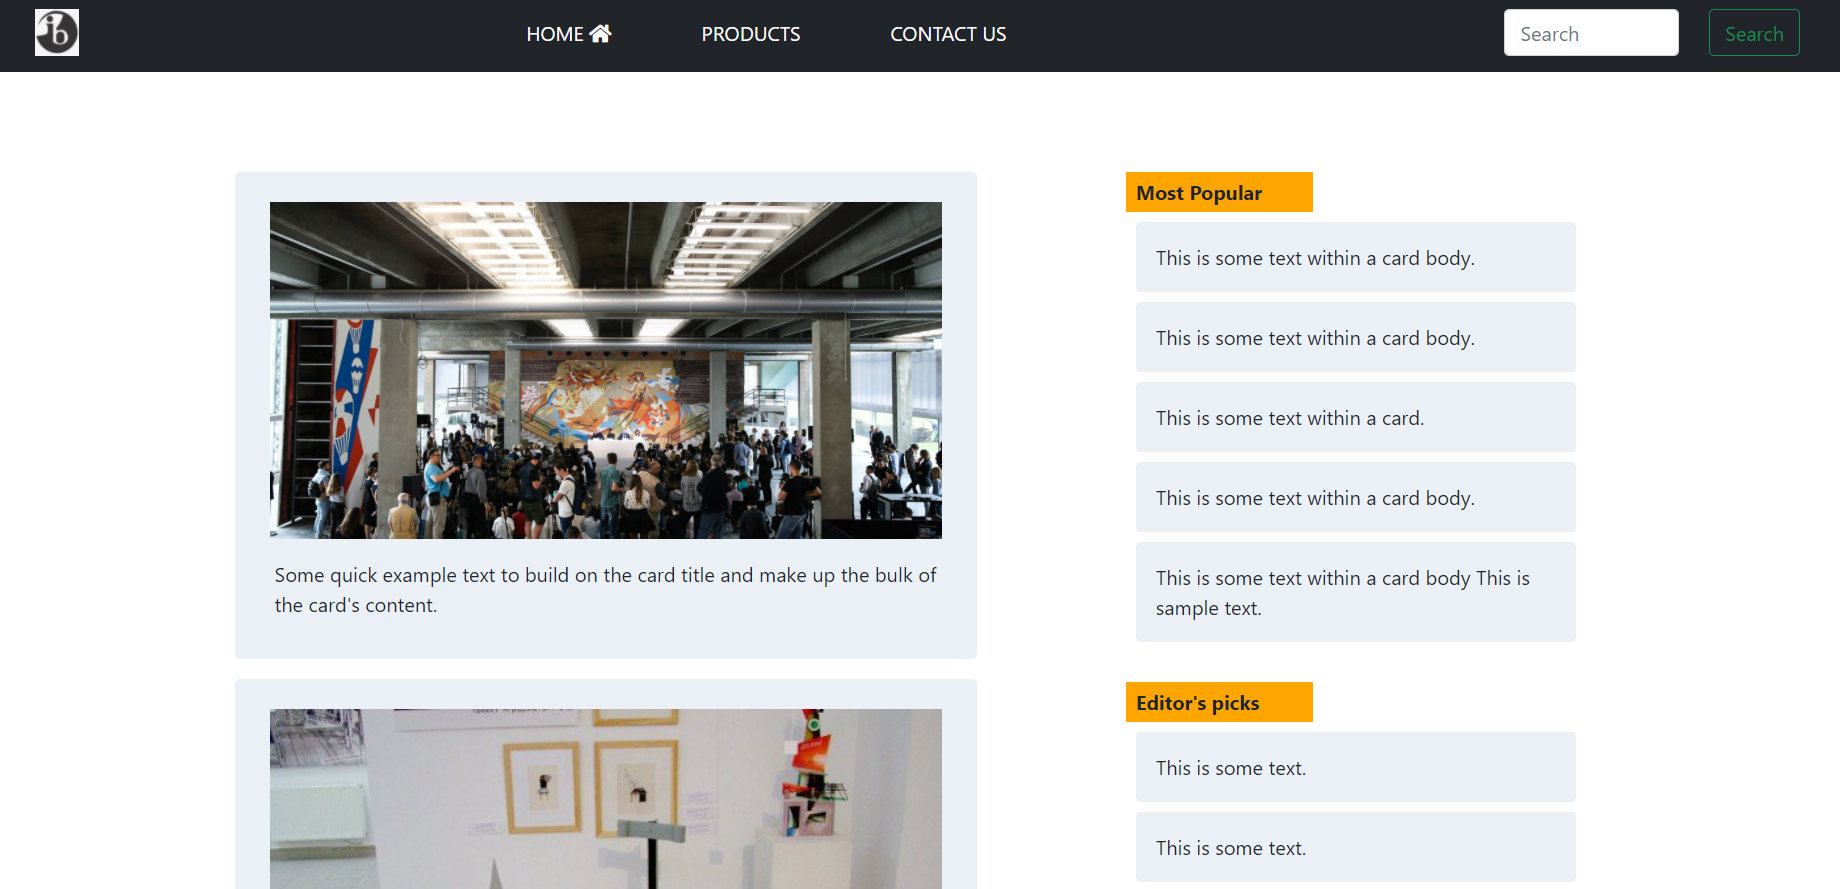 ib
HOME
PRODUCTS
CONTACT US
Search
Search
Some quick example text to build on the card title and make up the bulk of
the card's content.
Most Popular
This is some text within a card body.
This is some text within a card body.
This is some text within a card.
This is some text within a card body.
This is some text within a card body This is
sample text.
Editor's picks
This is some text.
This is some text.